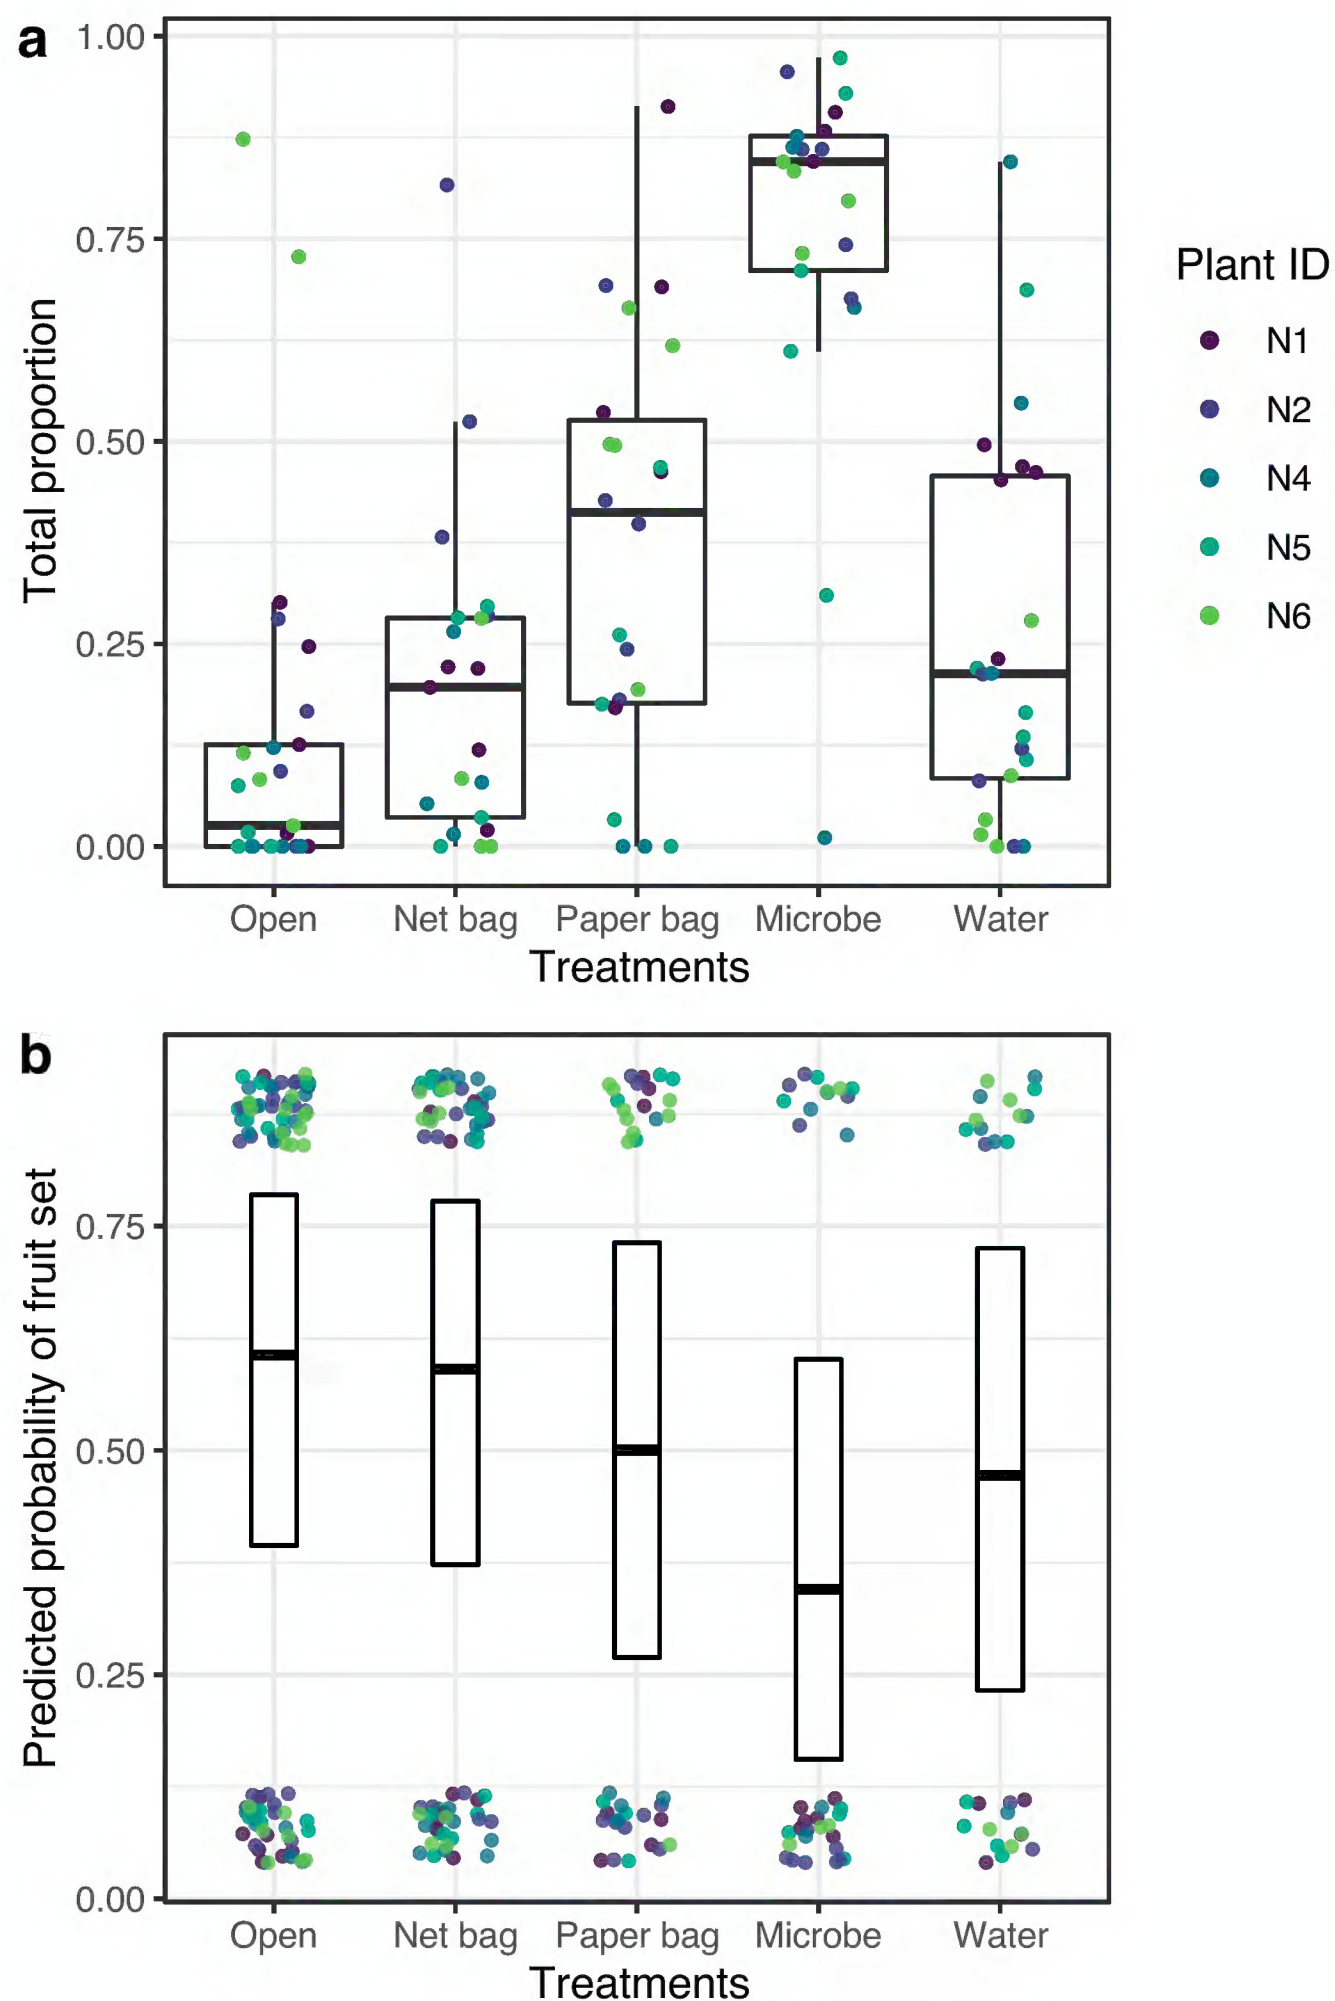 a
Total proportion
1.00
0.75
0.50
0.25
0.00
Open Net bag Paper bag Microbe Water
Treatments
Plant ID
N1
N2
N4
N5
N6
b
Predicted probability of fruit set
0.75
0.50
0.25
0.00
Open Net bag Paper bag Microbe Water
Treatments